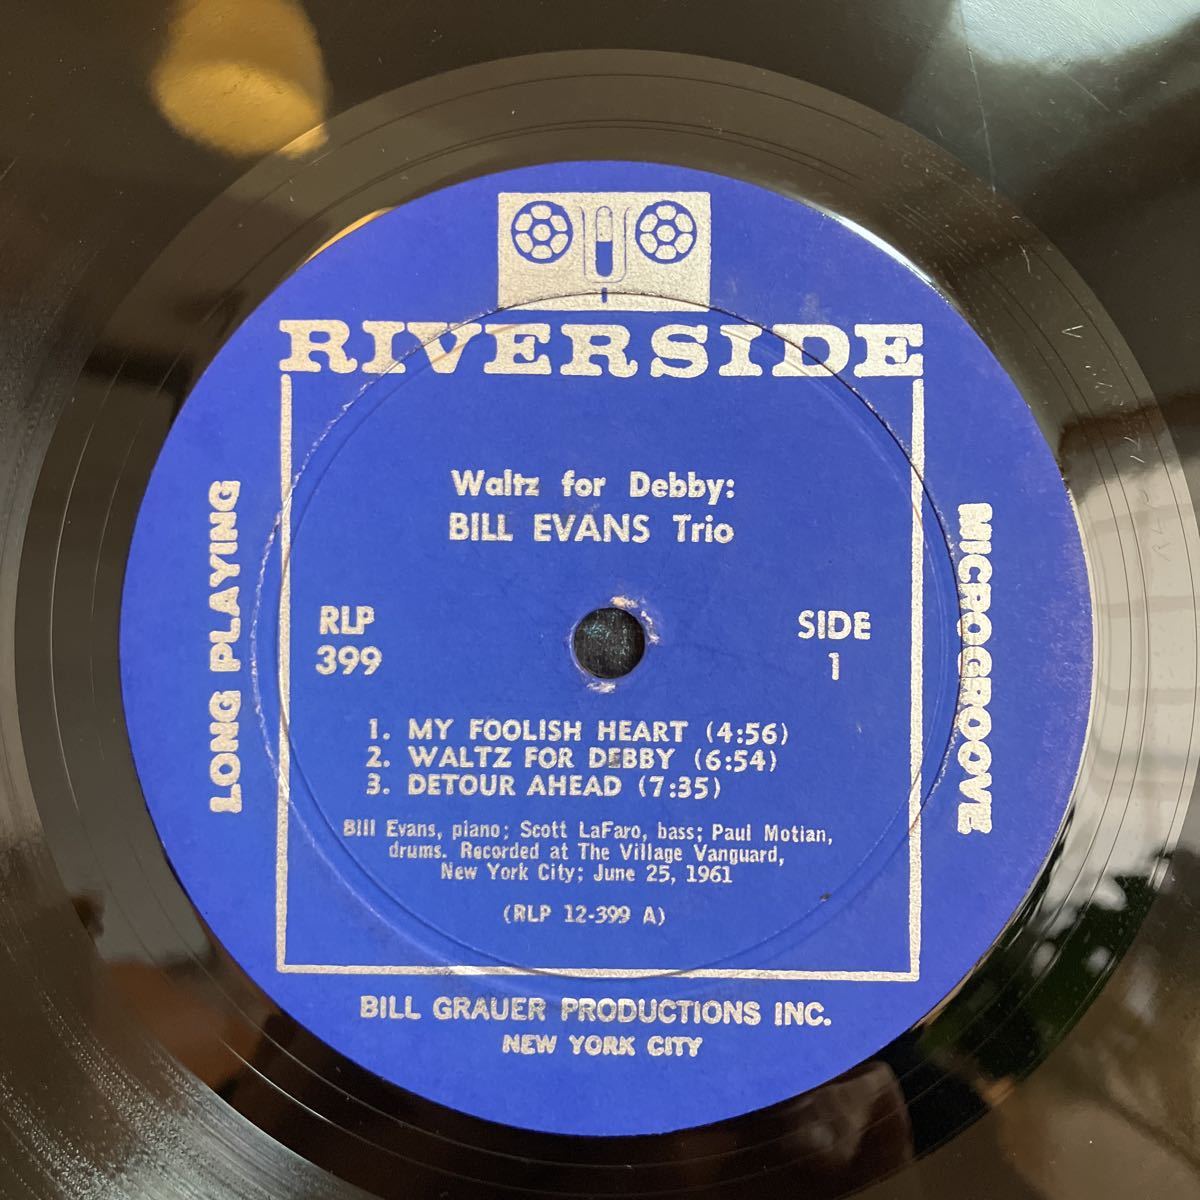 RIVERSIDE
LONG PLAYING
MICROGROOVE
Waltz for Debby:
BILL EVANS Trio
RLP
399
SIDE
1
1. MY FOOLISH HEART (4:56)
2. WALTZ FOR DEBBY (6:54)
3. DETOUR AHEAD (7:35)
Bill Evans, piano; Scott LaFaro, bass; Paul Motian,
drums. Recorded at The Village Vanguard,
New York City; June 25, 1961
(RLP 12-399 A)
BILL GRAUER PRODUCTIONS INC.
NEW YORK CITY